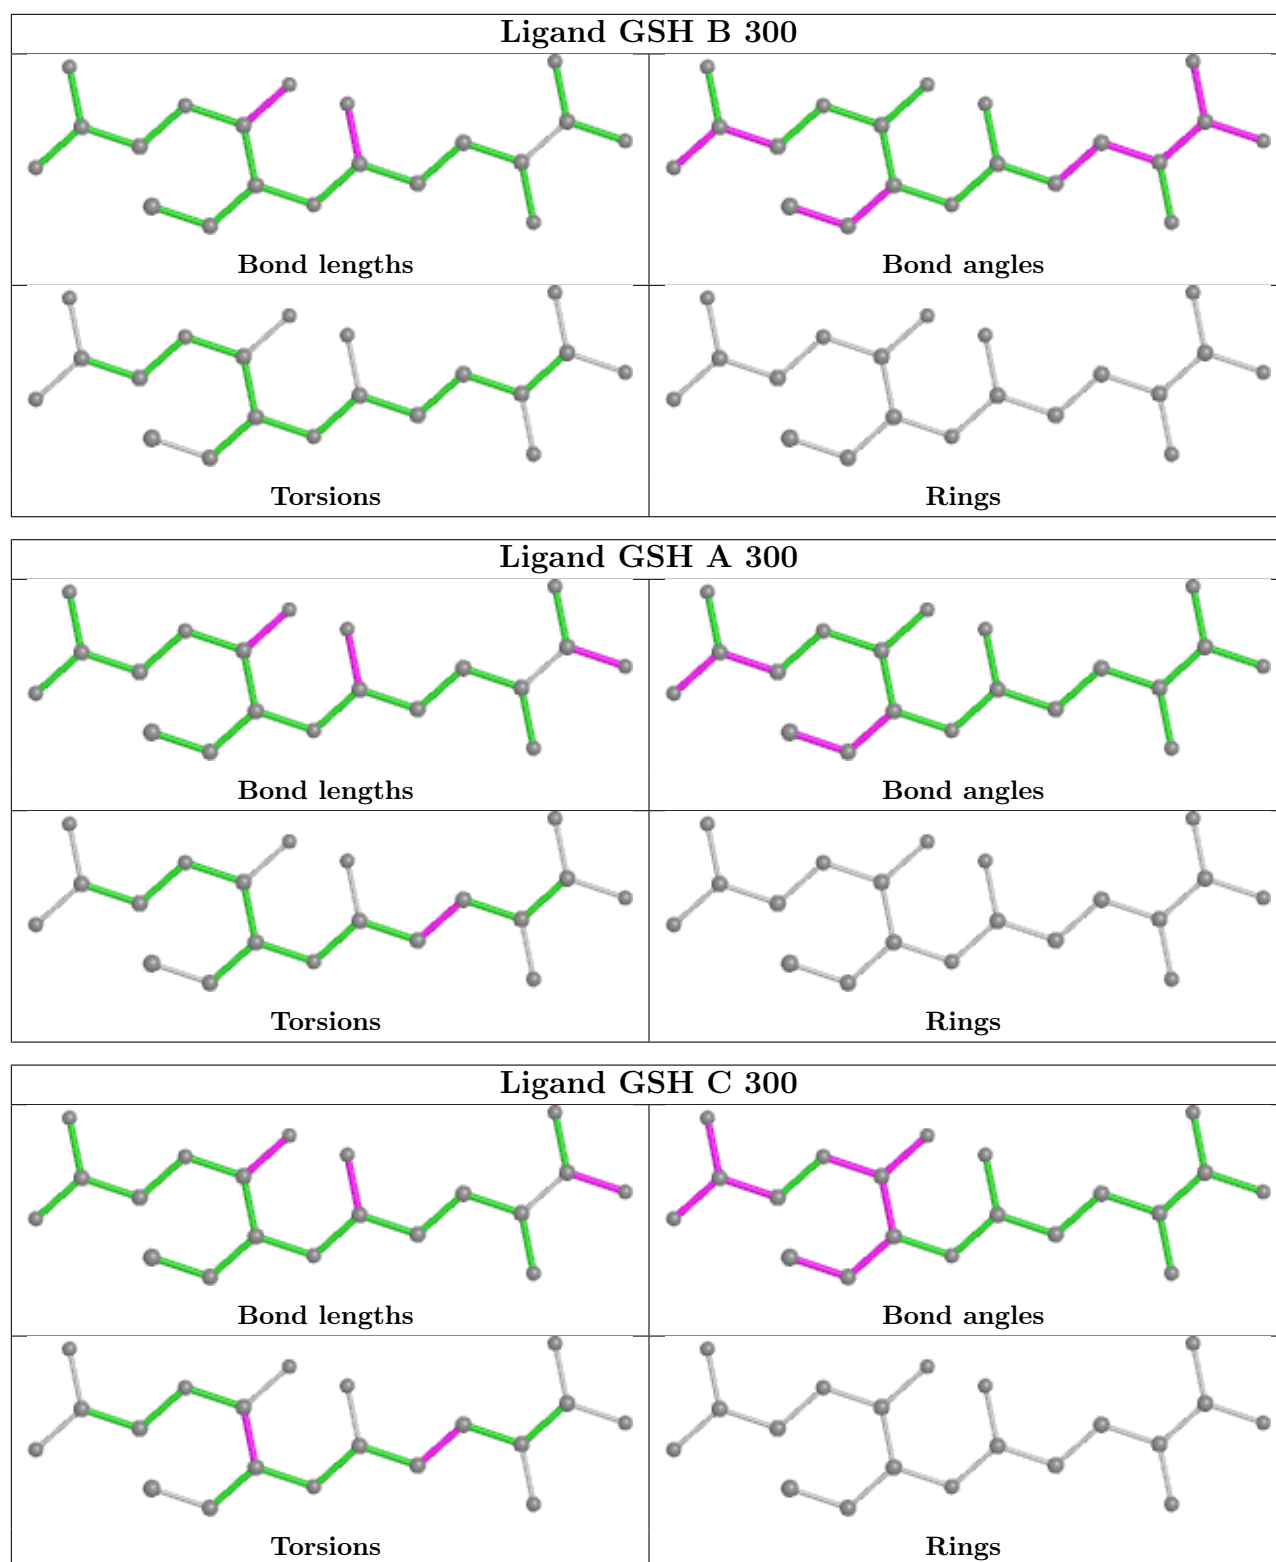 Ligand GSH B 300
Bond lengths
Bond angles
Torsions
Rings
Ligand GSH A 300
Bond lengths
Bond angles
Torsions
Rings
Ligand GSH C 300
Bond lengths
Bond angles
Torsions
Rings